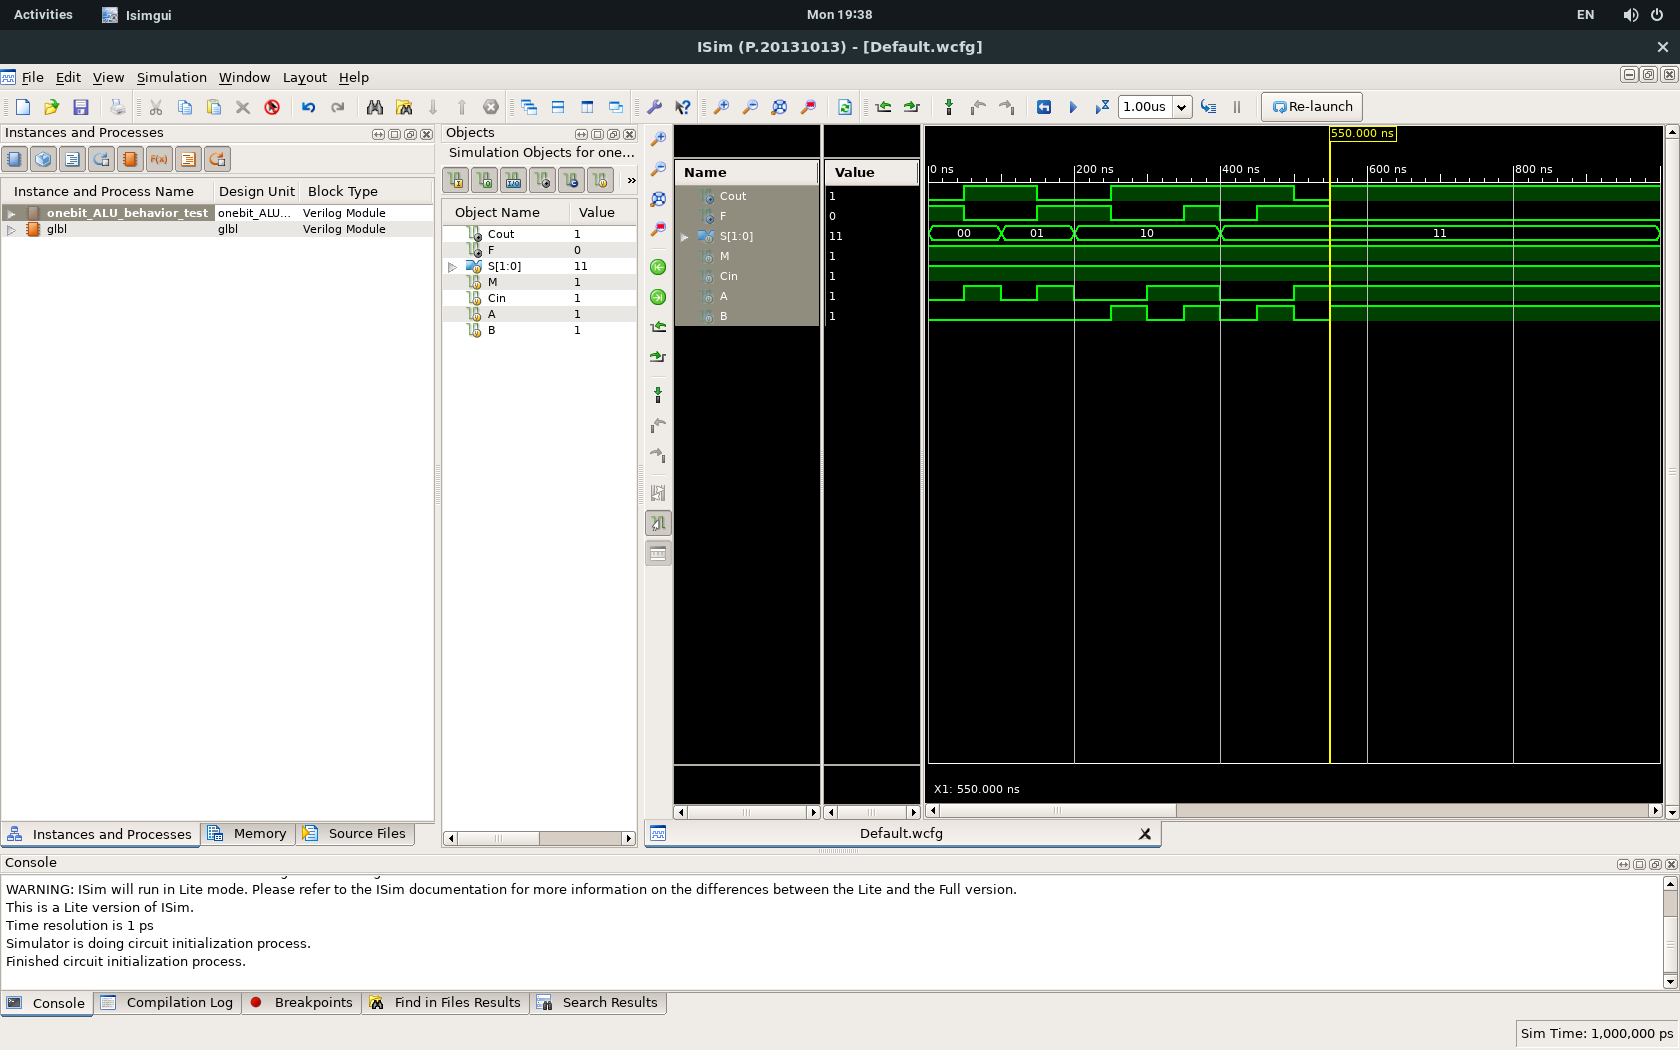 Activities Isimgui Mon 19:38 EN
ISim (P.20131013) - [Default.wcfg]
File Edit View Simulation Window Layout Help
1.00us Re-launch
Instances and Processes
Instance and Process Name Design Unit Block Type
onebit_ALU_behavior_test onebit_ALU... Verilog Module
glbl glbl Verilog Module
Instances and Processes Memory Source Files
Objects
Simulation Objects for one...
»
Object Name Value
Cout 1
F 0
S[1:0] 11
M 1
Cin 1
A 1
B 1
Name Value
Cout 1
F 0
S[1:0] 11
M 1
Cin 1
A 1
B 1
550.000 ns
0 ns 200 ns 400 ns 600 ns 800 ns
00 01 10 11
X1: 550.000 ns
Default.wcfg
Console
WARNING: ISim will run in Lite mode. Please refer to the ISim documentation for more information on the differences between the Lite and the Full version.
This is a Lite version of ISim.
Time resolution is 1 ps
Simulator is doing circuit initialization process.
Finished circuit initialization process.
Console Compilation Log Breakpoints Find in Files Results Search Results
Sim Time: 1,000,000 ps